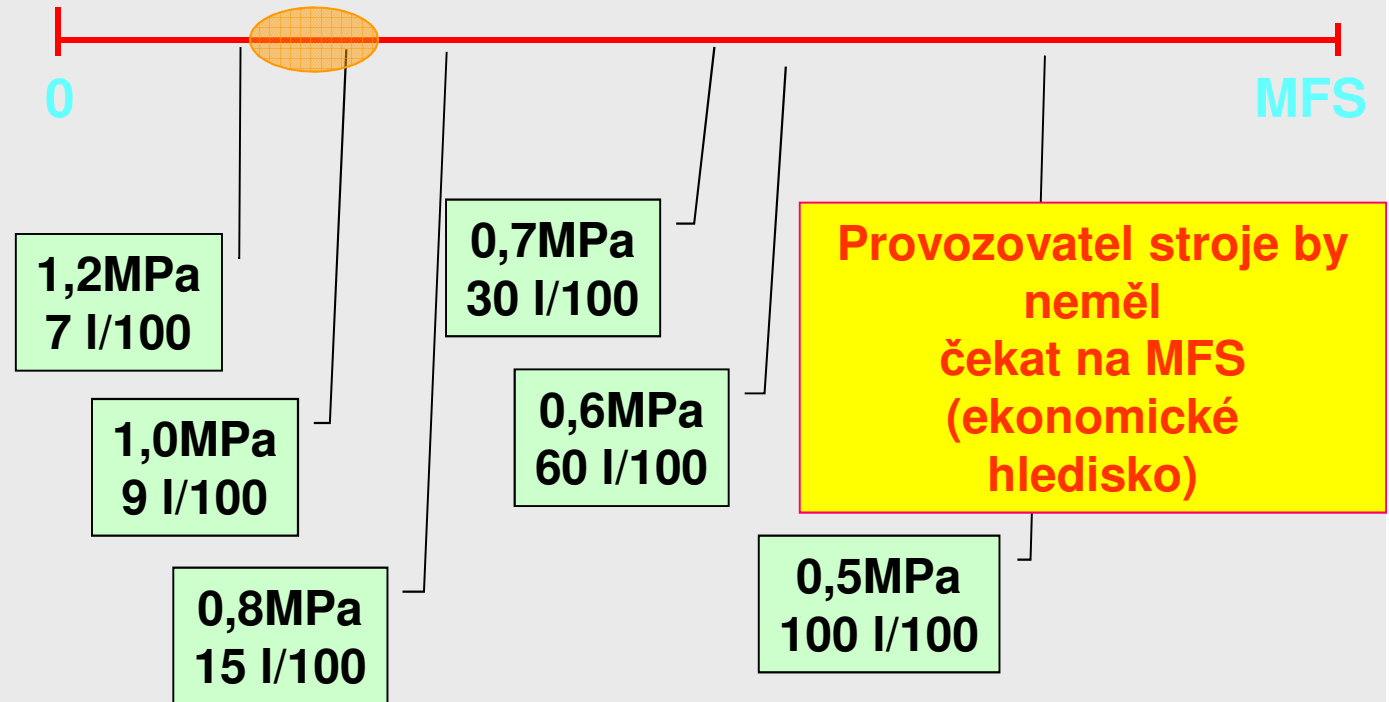 0
MFS
1,2MPa
7 l/100
1,0MPa
9 l/100
0,8MPa
15 l/100
0,7MPa
30 l/100
0,6MPa
60 l/100
Provozovatel stroje by
neměl
čekat na MFS
(ekonomické
hledisko)
0,5MPa
100 l/100